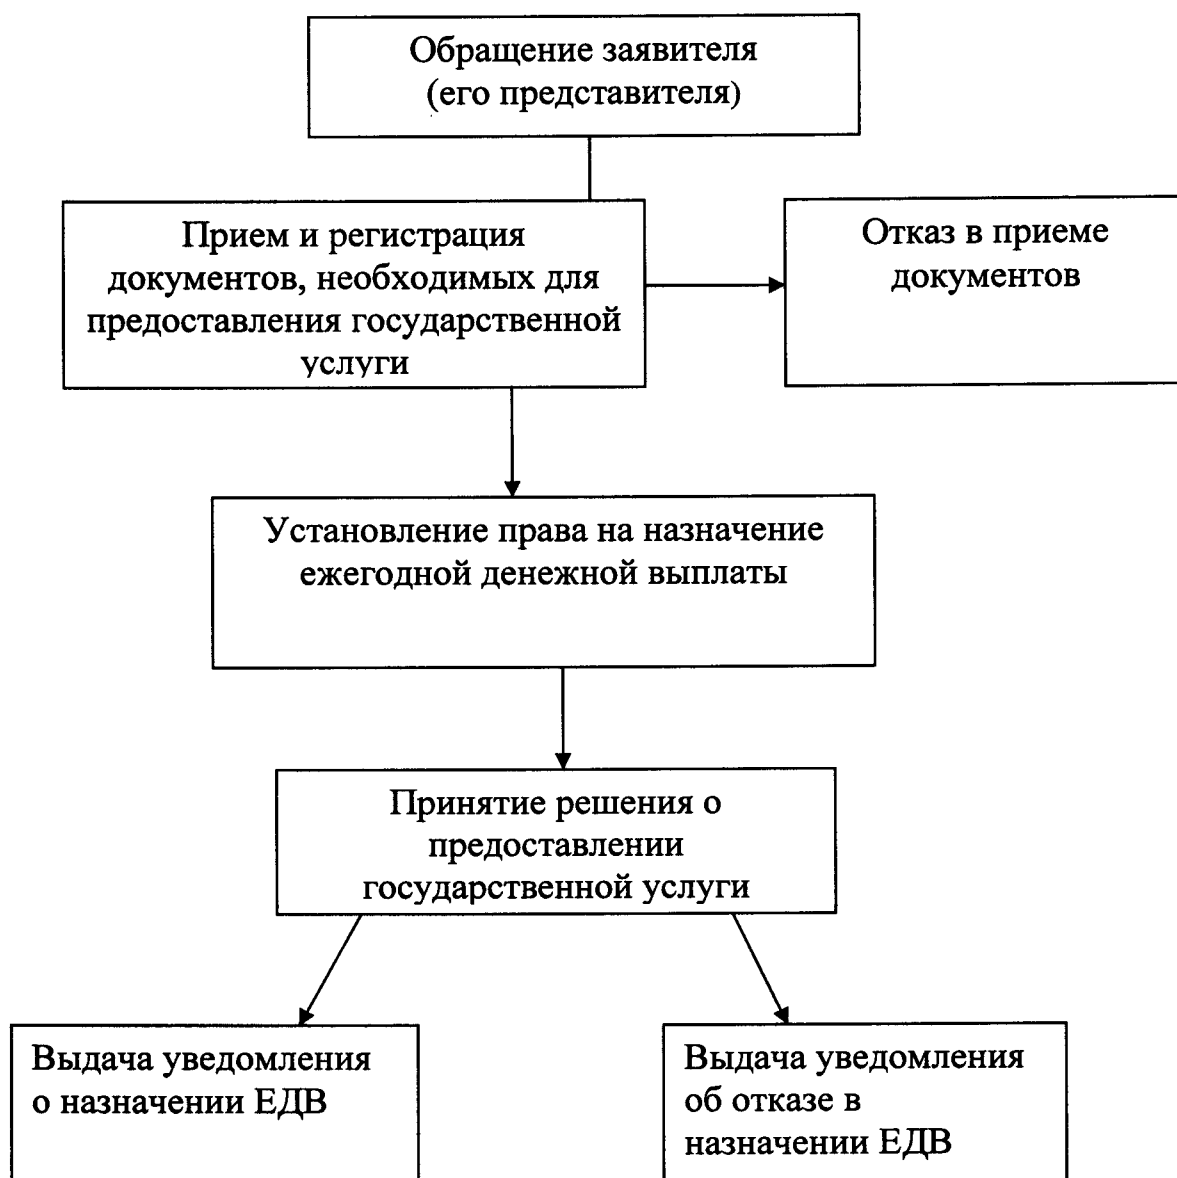 Обращение заявителя
(его представителя)
Прием и регистрация
документов, необходимых для
предоставления государственной
услуги
Отказ в приеме
документов
Установление права на назначение
ежегодной денежной выплаты
Принятие решения о
предоставлении
государственной услуги
Выдача уведомления
о назначении ЕДВ
Выдача уведомления
об отказе в
назначении ЕДВ